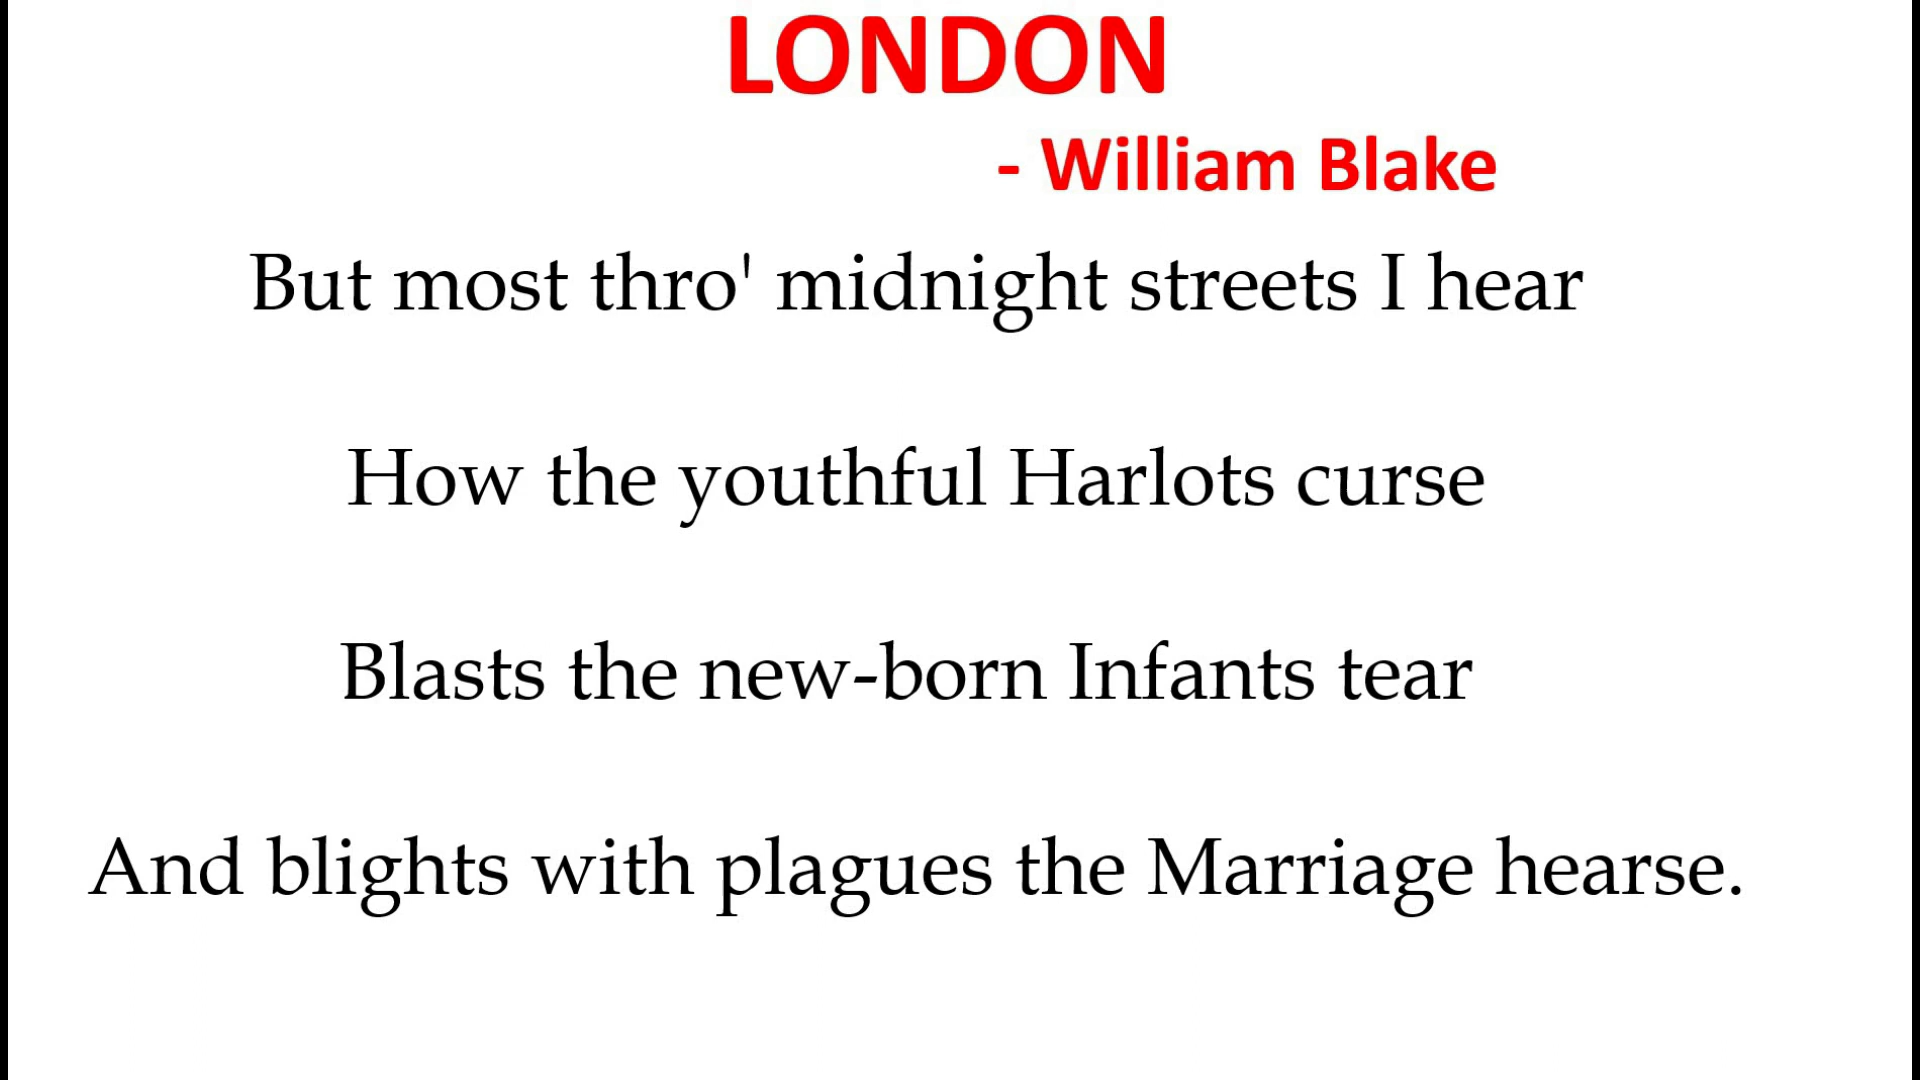 LONDON
- William Blake
But most thro' midnight streets I hear
How the youthful Harlots curse
Blasts the new-born Infants tear
And blights with plagues the Marriage hearse.